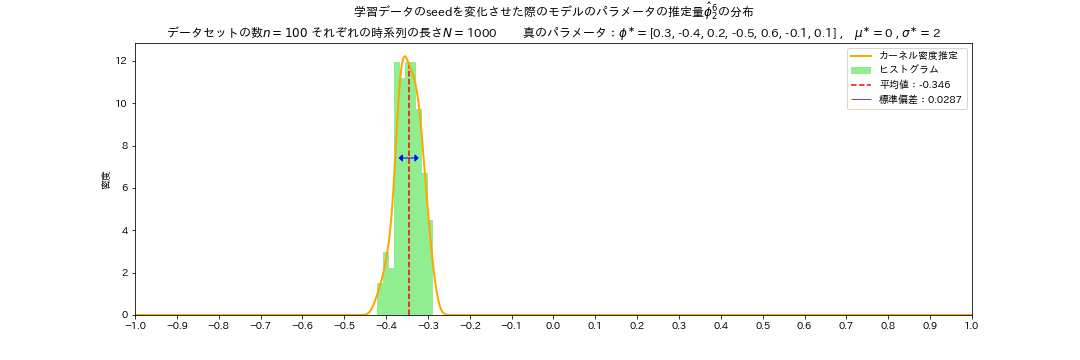 学習データのseedを変化させた際のモデルのパラメータの推定量$\hat{\phi}_2^6$の分布
データセットの数n = 100 それぞれの時系列の長さN = 1000 真のパラメータ：ϕ* = [0.3, -0.4, 0.2, -0.5, 0.6, -0.1, 0.1] , μ* = 0 , σ* = 2
カーネル密度推定
ヒストグラム
平均値：-0.346
標準偏差：0.0287
密度
12
10
8
6
4
2
0
−1.0 −0.9 −0.8 −0.7 −0.6 −0.5 −0.4 −0.3 −0.2 −0.1 0.0 0.1 0.2 0.3 0.4 0.5 0.6 0.7 0.8 0.9 1.0